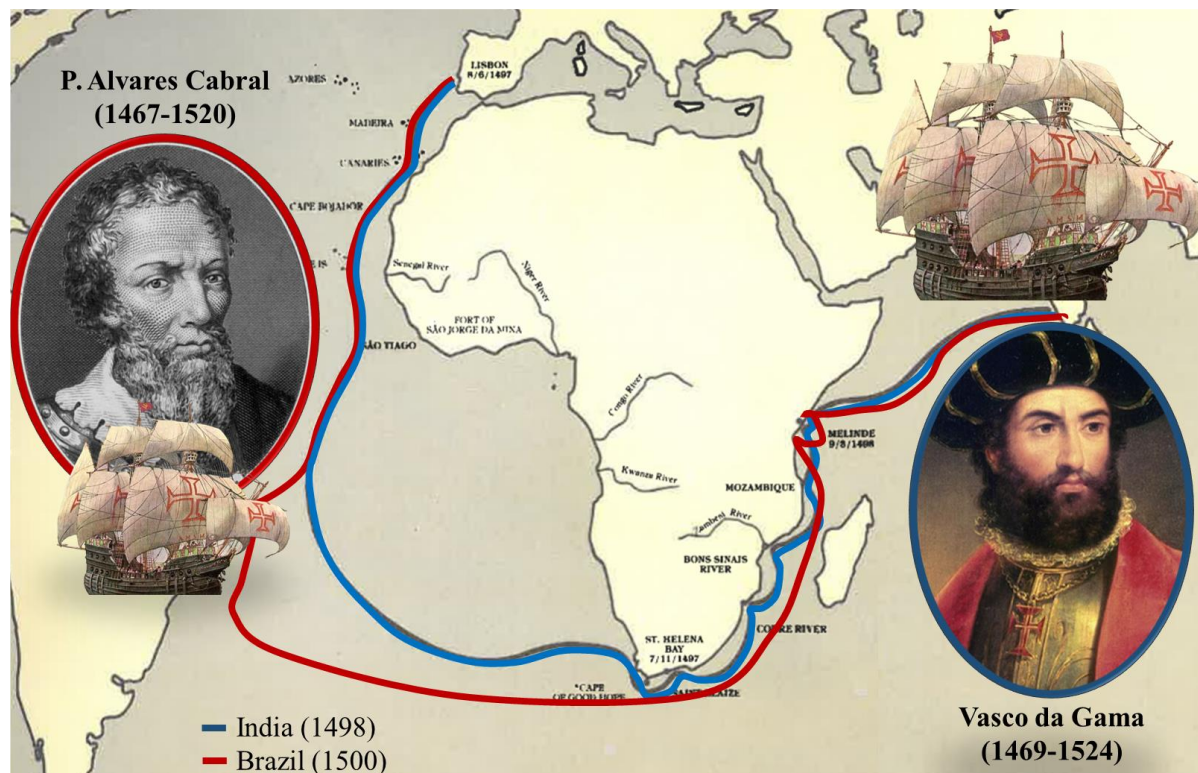 P. Alvares Cabral
(1467-1520)
LISBON
8/6/1497
AZORES
MADEIRA
CANARIES
CAPE BOJADOR
E IS
Senegal River
Niger River
FORT OF
SÃO JORGE DA MINA
SÃO TIAGO
Congo River
MELINDE
Kwanza River
MOZAMBIQUE
Zambeni River
BONS SINAIS
RIVER
ST. HELENA
BAY
7/11/1497
RIVER
CAPE
OF GOOD HOPE
India (1498)
Brazil (1500)
Vasco da Gama
(1469-1524)